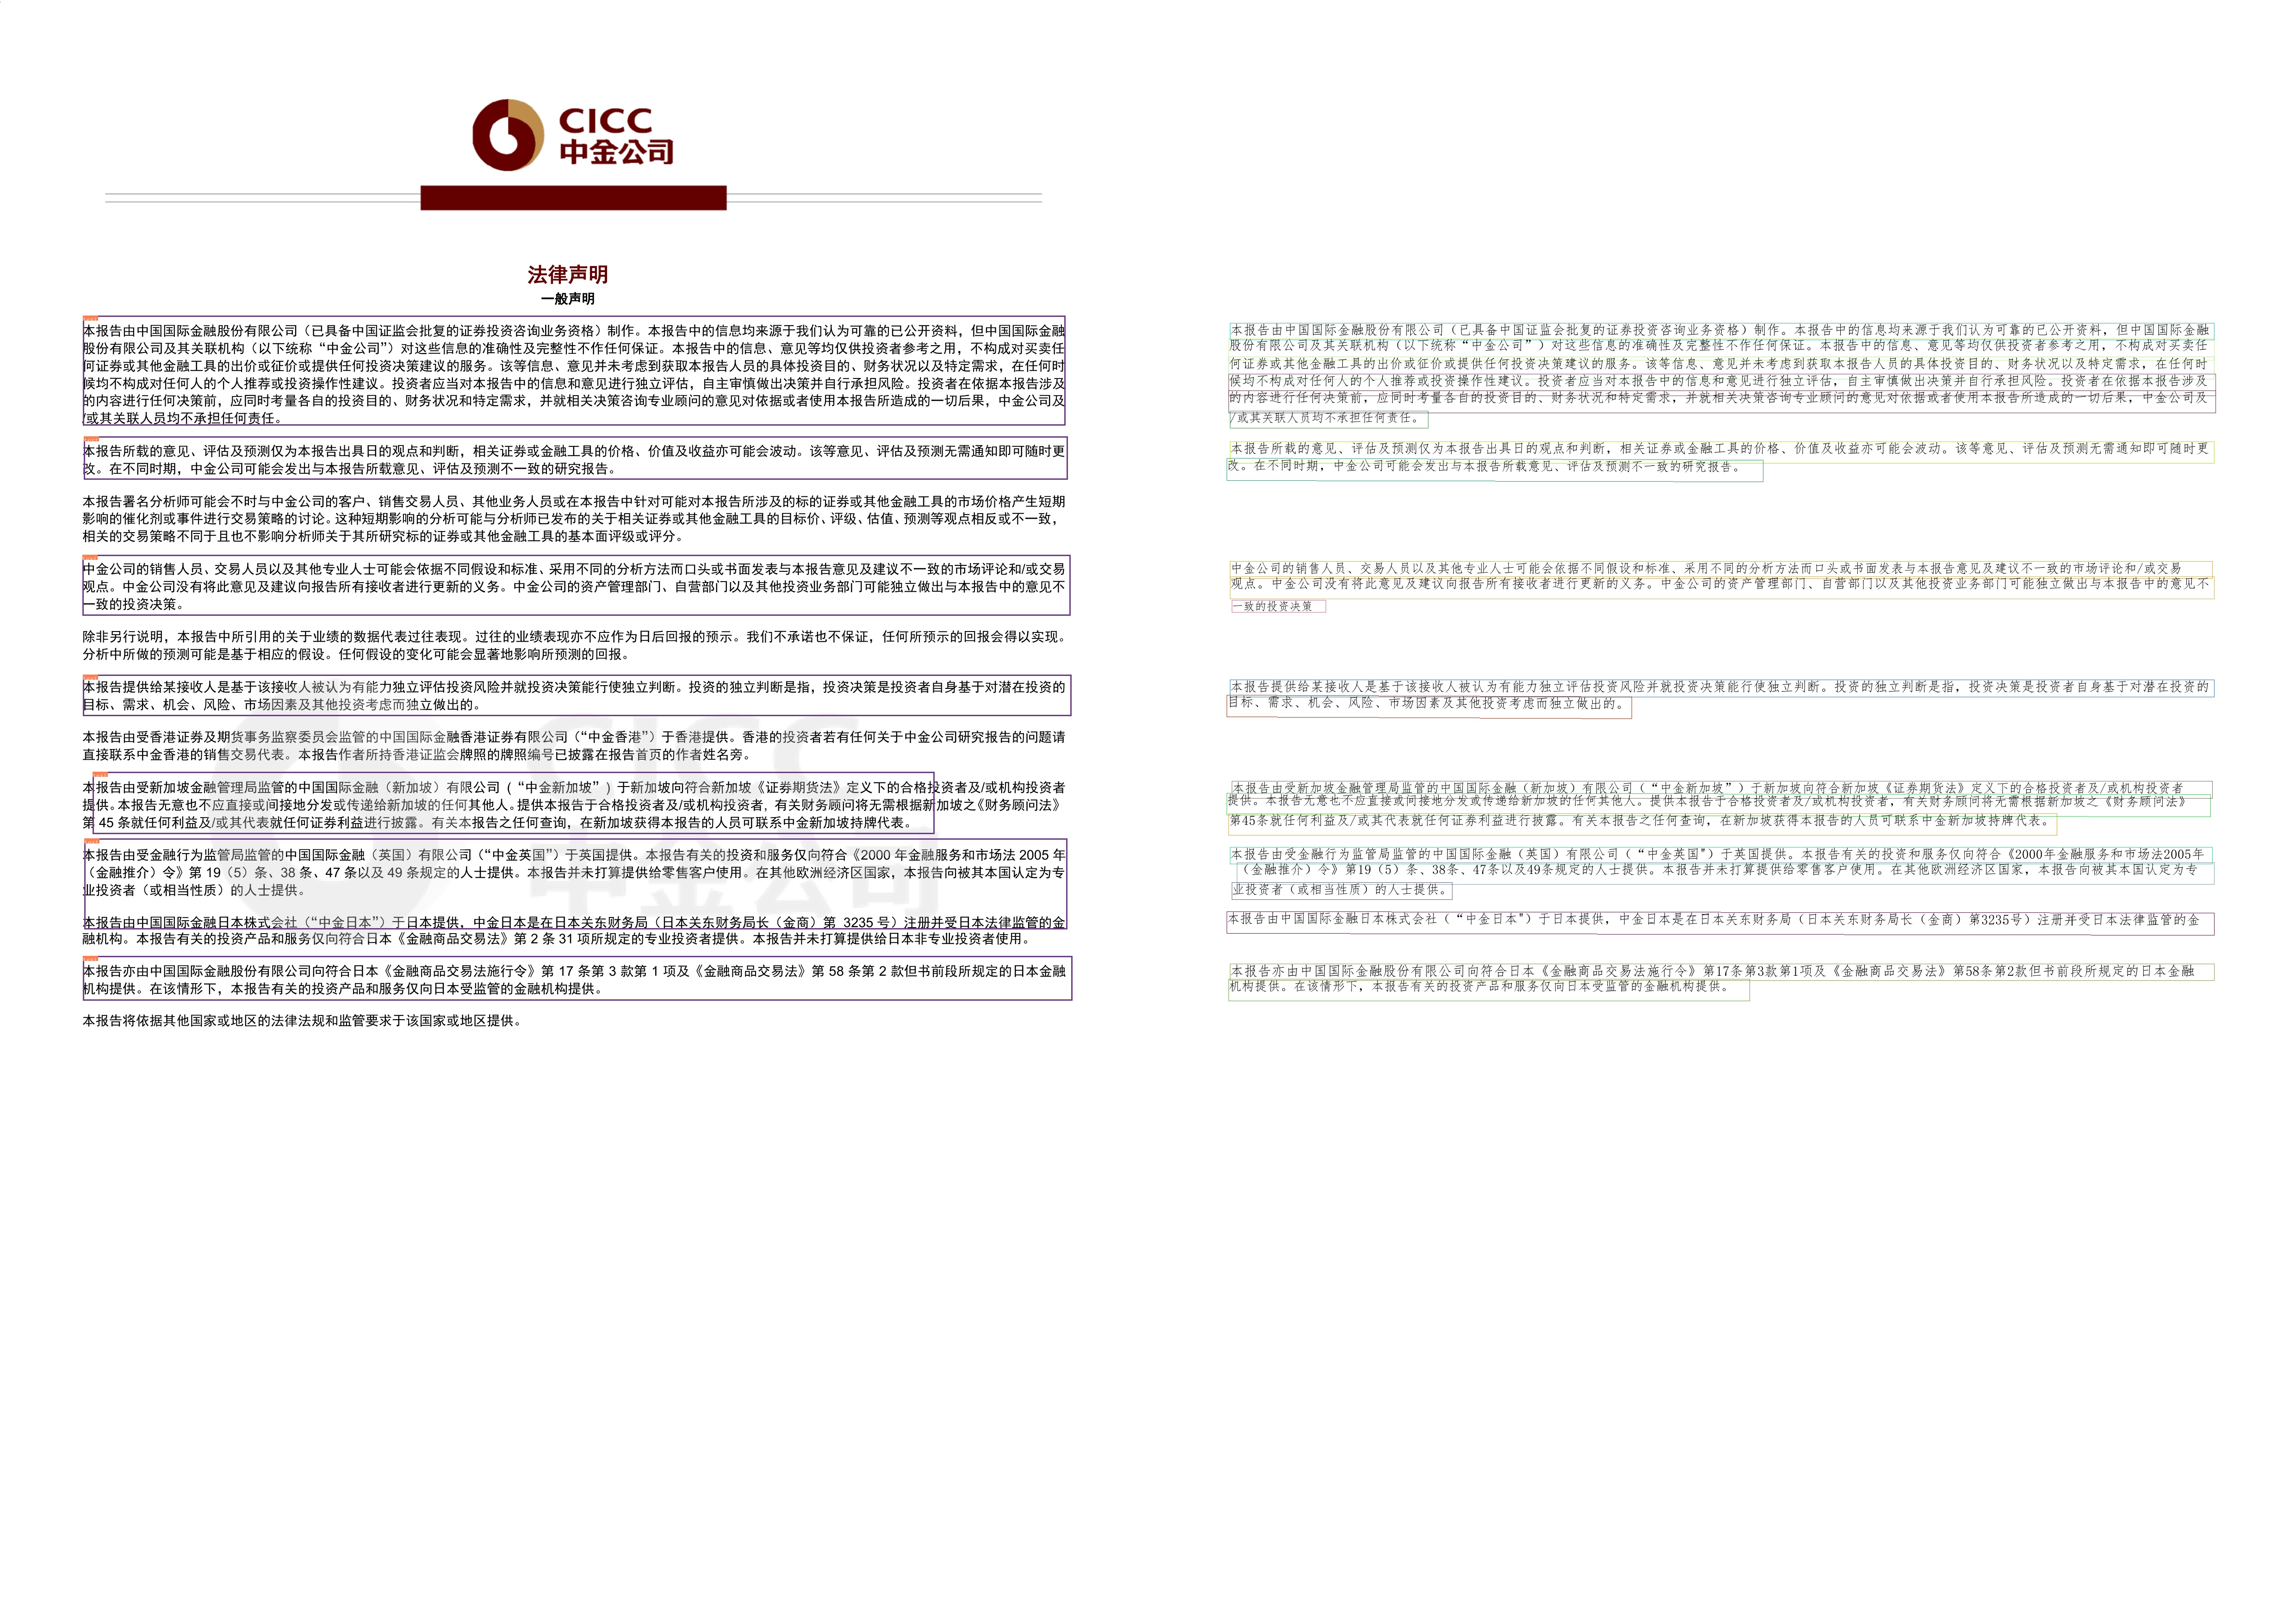 CICC
中金公司
法律声明
一般声明
本报告由中国国际金融股份有限公司（已具备中国证监会批复的证券投资咨询业务资格）制作。本报告中的信息均来源于我们认为可靠的已公开资料，但中国国际金融
股份有限公司及其关联机构（以下统称“中金公司”）对这些信息的准确性及完整性不作任何保证。本报告中的信息、意见等均仅供投资者参考之用，不构成对买卖任
何证券或其他金融工具的出价或征价或提供任何投资决策建议的服务。该等信息、意见并未考虑到获取本报告人员的具体投资目的、财务状况以及特定需求，在任何时
候均不构成对任何人的个人推荐或投资操作性建议。投资者应当对本报告中的信息和意见进行独立评估，自主审慎做出决策并自行承担风险。投资者在依据本报告涉及
的内容进行任何决策前，应同时考量各自的投资目的、财务状况和特定需求，并就相关决策咨询专业顾问的意见对依据或者使用本报告所造成的一切后果，中金公司及
/或其关联人员均不承担任何责任。
本报告所载的意见、评估及预测仅为本报告出具日的观点和判断，相关证券或金融工具的价格、价值及收益亦可能会波动。该等意见、评估及预测无需通知即可随时更
改。在不同时期，中金公司可能会发出与本报告所载意见、评估及预测不一致的研究报告。
本报告署名分析师可能会不时与中金公司的客户、销售交易人员、其他业务人员或在本报告中针对可能对本报告所涉及的标的证券或其他金融工具的市场价格产生短期
影响的催化剂或事件进行交易策略的讨论。这种短期影响的分析可能与分析师已发布的关于相关证券或其他金融工具的目标价、评级、估值、预测等观点相反或不一致，
相关的交易策略不同于且也不影响分析师关于其所研究标的证券或其他金融工具的基本面评级或评分。
中金公司的销售人员、交易人员以及其他专业人士可能会依据不同假设和标准、采用不同的分析方法而口头或书面发表与本报告意见及建议不一致的市场评论和/或交易
观点。中金公司没有将此意见及建议向报告所有接收者进行更新的义务。中金公司的资产管理部门、自营部门以及其他投资业务部门可能独立做出与本报告中的意见不
一致的投资决策。
除非另行说明，本报告中所引用的关于业绩的数据代表过往表现。过往的业绩表现亦不应作为日后回报的预示。我们不承诺也不保证，任何所预示的回报会得以实现。
分析中所做的预测可能是基于相应的假设。任何假设的变化可能会显著地影响所预测的回报。
本报告提供给某接收人是基于该接收人被认为有能力独立评估投资风险并就投资决策能行使独立判断。投资的独立判断是指，投资决策是投资者自身基于对潜在投资的
目标、需求、机会、风险、市场因素及其他投资考虑而独立做出的。
本报告由受香港证券及期货事务监察委员会监管的中国国际金融香港证券有限公司（“中金香港”）于香港提供。香港的投资者若有任何关于中金公司研究报告的问题请
直接联系中金香港的销售交易代表。本报告作者所持香港证监会牌照的牌照编号已披露在报告首页的作者姓名旁。
本报告由受新加坡金融管理局监管的中国国际金融（新加坡）有限公司（“中金新加坡”）于新加坡向符合新加坡《证券期货法》定义下的合格投资者及/或机构投资者
提供。本报告无意也不应直接或间接地分发或传递给新加坡的任何其他人。提供本报告于合格投资者及/或机构投资者，有关财务顾问将无需根据新加坡之《财务顾问法》
第 45 条就任何利益及/或其代表就任何证券利益进行披露。有关本报告之任何查询，在新加坡获得本报告的人员可联系中金新加坡持牌代表。
本报告由受金融行为监管局监管的中国国际金融（英国）有限公司（“中金英国”）于英国提供。本报告有关的投资和服务仅向符合《2000 年金融服务和市场法 2005 年
（金融推介）令》第 19（5）条、38 条、47 条以及 49 条规定的人士提供。本报告并未打算提供给零售客户使用。在其他欧洲经济区国家，本报告向被其本国认定为专
业投资者（或相当性质）的人士提供。
本报告由中国国际金融日本株式会社（“中金日本”）于日本提供，中金日本是在日本关东财务局（日本关东财务局长（金商）第 3235 号）注册并受日本法律监管的金
融机构。本报告有关的投资产品和服务仅向符合日本《金融商品交易法》第 2 条 31 项所规定的专业投资者提供。本报告并未打算提供给日本非专业投资者使用。
本报告亦由中国国际金融股份有限公司向符合日本《金融商品交易法施行令》第 17 条第 3 款第 1 项及《金融商品交易法》第 58 条第 2 款但书前段所规定的日本金融
机构提供。在该情形下，本报告有关的投资产品和服务仅向日本受监管的金融机构提供。
本报告将依据其他国家或地区的法律法规和监管要求于该国家或地区提供。
CICC
中金公司
本报告由中国国际金融股份有限公司（已具备中国证监会批复的证券投资咨询业务资格）制作。本报告中的信息均来源于我们认为可靠的已公开资料，但中国国际金融
股份有限公司及其关联机构（以下统称“中金公司”）对这些信息的准确性及完整性不作任何保证。本报告中的信息、意见等均仅供投资者参考之用，不构成对买卖任
何证券或其他金融工具的出价或征价或提供任何投资决策建议的服务。该等信息、意见并未考虑到获取本报告人员的具体投资目的、财务状况以及特定需求，在任何时
候均不构成对任何人的个人推荐或投资操作性建议。投资者应当对本报告中的信息和意见进行独立评估，自主审慎做出决策并自行承担风险。投资者在依据本报告涉及
的内容进行任何决策前，应同时考量各自的投资目的、财务状况和特定需求，并就相关决策咨询专业顾问的意见对依据或者使用本报告所造成的一切后果，中金公司及
/或其关联人员均不承担任何责任。
本报告所载的意见、评估及预测仅为本报告出具日的观点和判断，相关证券或金融工具的价格、价值及收益亦可能会波动。该等意见、评估及预测无需通知即可随时更
改。在不同时期，中金公司可能会发出与本报告所载意见、评估及预测不一致的研究报告。
中金公司的销售人员、交易人员以及其他专业人士可能会依据不同假设和标准、采用不同的分析方法而口头或书面发表与本报告意见及建议不一致的市场评论和/或交易
观点。中金公司没有将此意见及建议向报告所有接收者进行更新的义务。中金公司的资产管理部门、自营部门以及其他投资业务部门可能独立做出与本报告中的意见不
一致的投资决策
本报告提供给某接收人是基于该接收人被认为有能力独立评估投资风险并就投资决策能行使独立判断。投资的独立判断是指，投资决策是投资者自身基于对潜在投资的
目标、需求、机会、风险、市场因素及其他投资考虑而独立做出的。
本报告由受新加坡金融管理局监管的中国国际金融（新加坡）有限公司（“中金新加坡”）于新加坡向符合新加坡《证券期货法》定义下的合格投资者及/或机构投资者
提供。本报告无意也不应直接或间接地分发或传递给新加坡的任何其他人。提供本报告于合格投资者及/或机构投资者，有关财务顾问将无需根据新加坡之《财务顾问法》
第45条就任何利益及/或其代表就任何证券利益进行披露。有关本报告之任何查询，在新加坡获得本报告的人员可联系中金新加坡持牌代表。
本报告由受金融行为监管局监管的中国国际金融（英国）有限公司（“中金英国"）于英国提供。本报告有关的投资和服务仅向符合《2000年金融服务和市场法2005年
（金融推介）令》第19（5）条、38条、47条以及49条规定的人士提供。本报告并未打算提供给零售客户使用。在其他欧洲经济区国家，本报告向被其本国认定为专
业投资者（或相当性质）的人士提供。
本报告由中国国际金融日本株式会社（“中金日本"）于日本提供，中金日本是在日本关东财务局（日本关东财务局长（金商）第3235号）注册并受日本法律监管的金
本报告亦由中国国际金融股份有限公司向符合日本《金融商品交易法施行令》第17条第3款第1项及《金融商品交易法》第58条第2款但书前段所规定的日本金融
机构提供。在该情形下，本报告有关的投资产品和服务仅向日本受监管的金融机构提供。